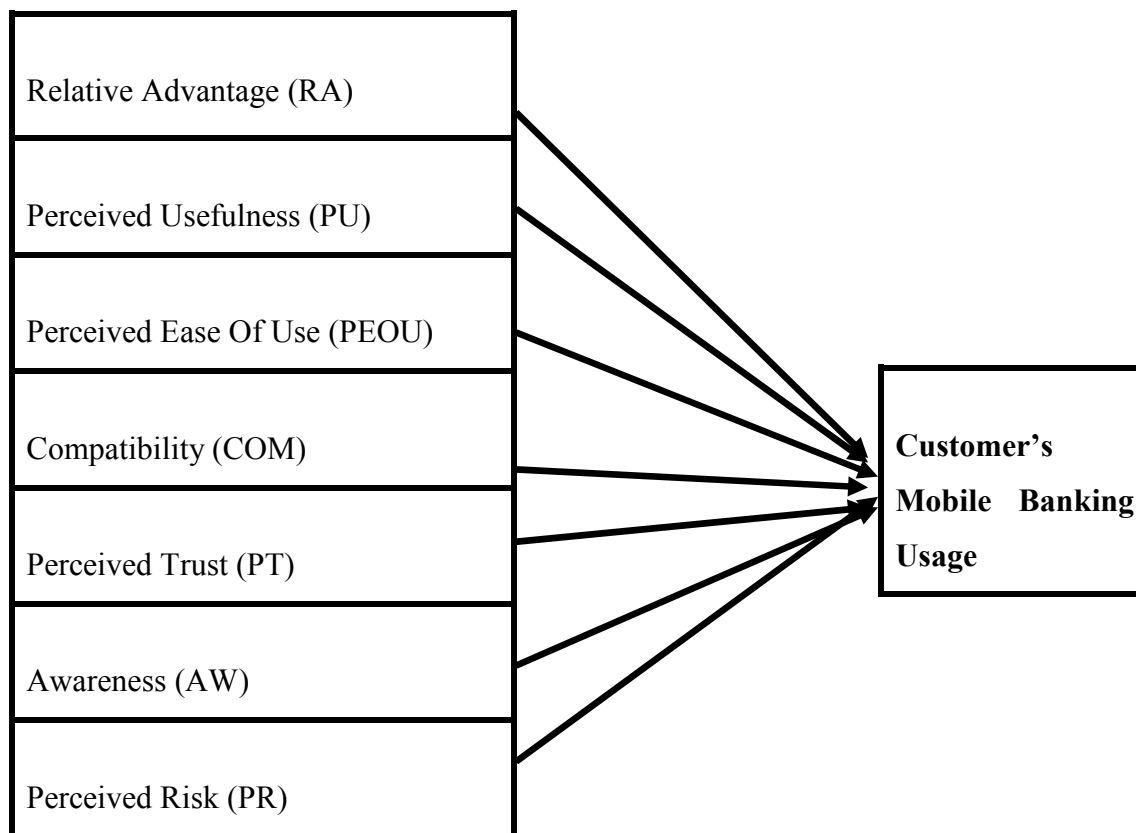 Relative Advantage (RA)
Perceived Usefulness (PU)
Perceived Ease Of Use (PEOU)
Compatibility (COM)
Perceived Trust (PT)
Awareness (AW)
Perceived Risk (PR)
Customer’s
Mobile Banking
Usage